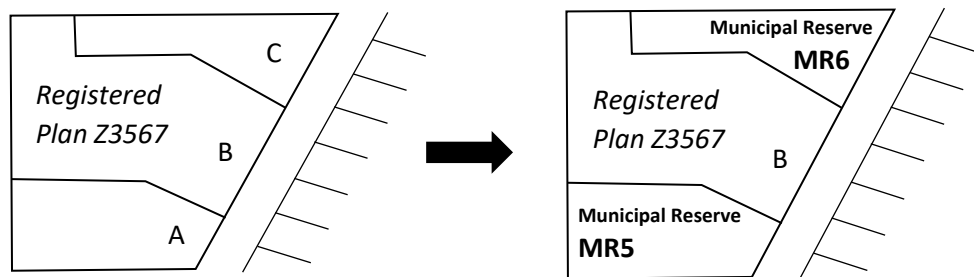 C
Registered
Plan Z3567
B
A
Municipal Reserve
MR6
Registered
Plan Z3567
B
Municipal Reserve
MR5